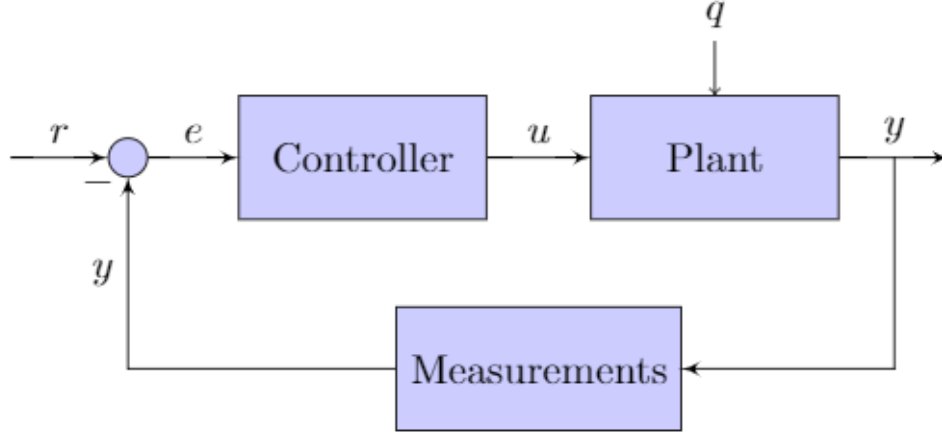 q
r
e
Controller
u
Plant
y
−
y
Measurements